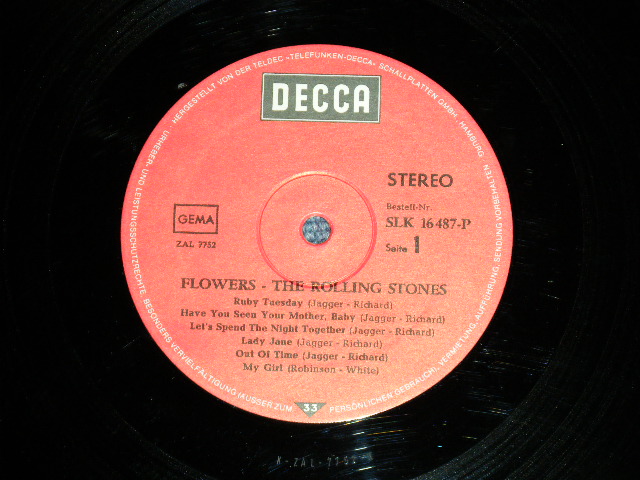 HERGESTELLT VON DER TELDEC »TELEFUNKEN-DECCA« SCHALLPLATTEN GMBH., HAMBURG · SENDUNG VORBEHALTEN
DECCA
STEREO
GEMA
ZAL 7752
Bestell-Nr.
SLK 16487-P
Seite 1
FLOWERS - THE ROLLING STONES
Ruby Tuesday (Jagger - Richard)
Have You Seen Your Mother, Baby (Jagger - Richard)
Let's Spend The Night Together (Jagger - Richard)
Lady Jane (Jagger - Richard)
Out Of Time (Jagger - Richard)
My Girl (Robinson - White)
33
URHEBER- UND LEISTUNGSSCHUTZRECHTE, BESONDERS VERVIELFÄLTIGUNG (AUSSER ZUM PERSÖNLICHEN GEBRAUCH), VERMIETUNG, AUFFÜHRUNG,